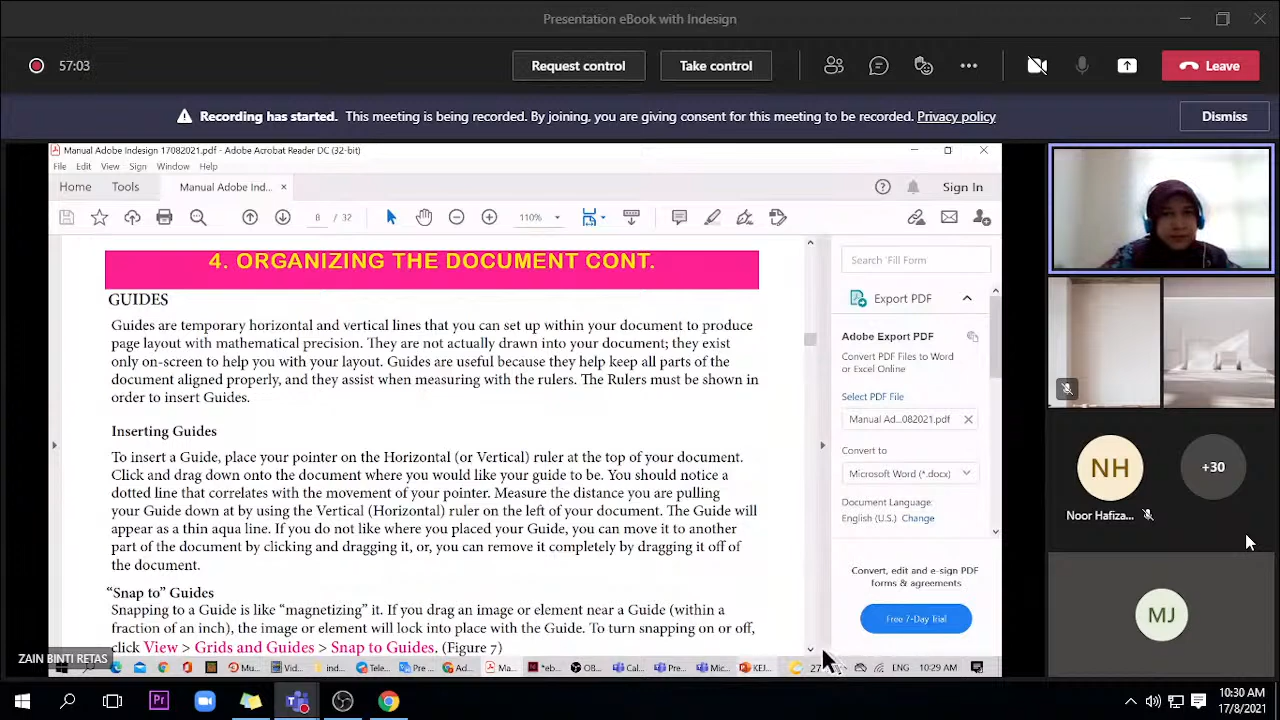 Presentation eBook with Indesign
57:03
Request control
Take control
Leave
Recording has started. This meeting is being recorded. By joining, you are giving consent for this meeting to be recorded. Privacy policy
Dismiss
Manual Adobe Indesign 17082021.pdf - Adobe Acrobat Reader DC (32-bit)
File Edit View Sign Window Help
Home Tools Manual Adobe Ind... × Sign In
8 / 32 110%
4. ORGANIZING THE DOCUMENT CONT.
GUIDES
Guides are temporary horizontal and vertical lines that you can set up within your document to produce
page layout with mathematical precision. They are not actually drawn into your document; they exist
only on-screen to help you with your layout. Guides are useful because they help keep all parts of the
document aligned properly, and they assist when measuring with the rulers. The Rulers must be shown in
order to insert Guides.
Inserting Guides
To insert a Guide, place your pointer on the Horizontal (or Vertical) ruler at the top of your document.
Click and drag down onto the document where you would like your guide to be. You should notice a
dotted line that correlates with the movement of your pointer. Measure the distance you are pulling
your Guide down at by using the Vertical (Horizontal) ruler on the left of your document. The Guide will
appear as a thin aqua line. If you do not like where you placed your Guide, you can move it to another
part of the document by clicking and dragging it, or, you can remove it completely by dragging it off of
the document.
“Snap to” Guides
Snapping to a Guide is like “magnetizing” it. If you drag an image or element near a Guide (within a
fraction of an inch), the image or element will lock into place with the Guide. To turn snapping on or off,
click View > Grids and Guides > Snap to Guides. (Figure 7)
Search 'Fill Form'
Export PDF
Adobe Export PDF
Convert PDF Files to Word
or Excel Online
Select PDF File
Manual Ad...082021.pdf
Convert to
Microsoft Word (*.docx)
Document Language:
English (U.S.) Change
Convert, edit and e-sign PDF
forms & agreements
Free 7-Day Trial
NH
+30
Noor Hafiza...
MJ
ZAIN BINTI RETAS
Mu... Vid... ind... Tele... Pre ... Ad... Ma... *eb... OB... Cal... Pre... Mic... KEJ... 27 ENG 10:29 AM
Pr
10:30 AM
17/8/2021